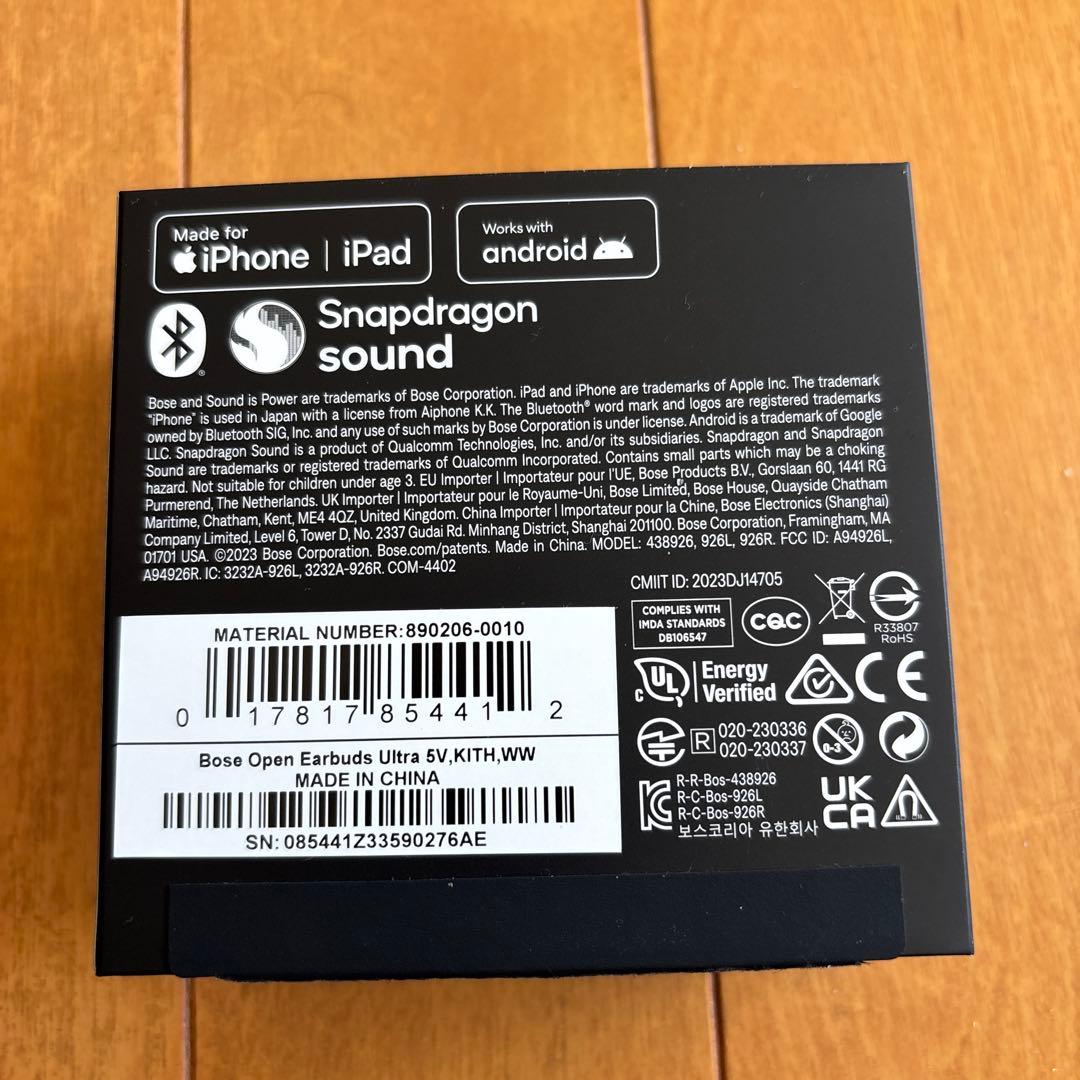 Made for
iPhone | iPad
Works with
android
Snapdragon
sound
Bose and Sound is Power are trademarks of Bose Corporation. iPad and iPhone are trademarks of Apple Inc. The trademark
"iPhone" is used in Japan with a license from Aiphone K.K. The Bluetooth® word mark and logos are registered trademarks
owned by Bluetooth SIG, Inc. and any use of such marks by Bose Corporation is under license. Android is a trademark of Google
LLC. Snapdragon Sound is a product of Qualcomm Technologies, Inc. and/or its subsidiaries. Snapdragon and Snapdragon
Sound are trademarks or registered trademarks of Qualcomm Incorporated. Contains small parts which may be a choking
hazard. Not suitable for children under age 3. EU Importer | Importateur pour l'UE, Bose Products B.V., Gorslaan 60, 1441 RG
Purmerend, The Netherlands. UK Importer | Importateur pour le Royaume-Uni, Bose Limited, Bose House, Quayside Chatham
Maritime, Chatham, Kent, ME4 4QZ, United Kingdom. China Importer | Importateur pour la Chine, Bose Electronics (Shanghai)
Company Limited, Level 6, Tower D, No. 2337 Gudai Rd. Minhang District, Shanghai 201100. Bose Corporation, Framingham, MA
01701 USA. ©2023 Bose Corporation. Bose.com/patents. Made in China. MODEL: 438926, 926L, 926R. FCC ID: A94926L,
A94926R. IC: 3232A-926L, 3232A-926R. COM-4402
CMIIT ID: 2023DJ14705
COMPLIES WITH
IMDA STANDARDS
DB106547
CQC
R33807
RoHS
c UL Energy
Verified
CE
R 020-230336
020-230337
0-3
R-R-Bos-438926
R-C-Bos-926L
R-C-Bos-926R
보스코리아 유한회사
UK
CA
MATERIAL NUMBER:890206-0010
0 17817 85441 2
Bose Open Earbuds Ultra 5V,KITH,WW
MADE IN CHINA
SN: 085441Z33590276AE